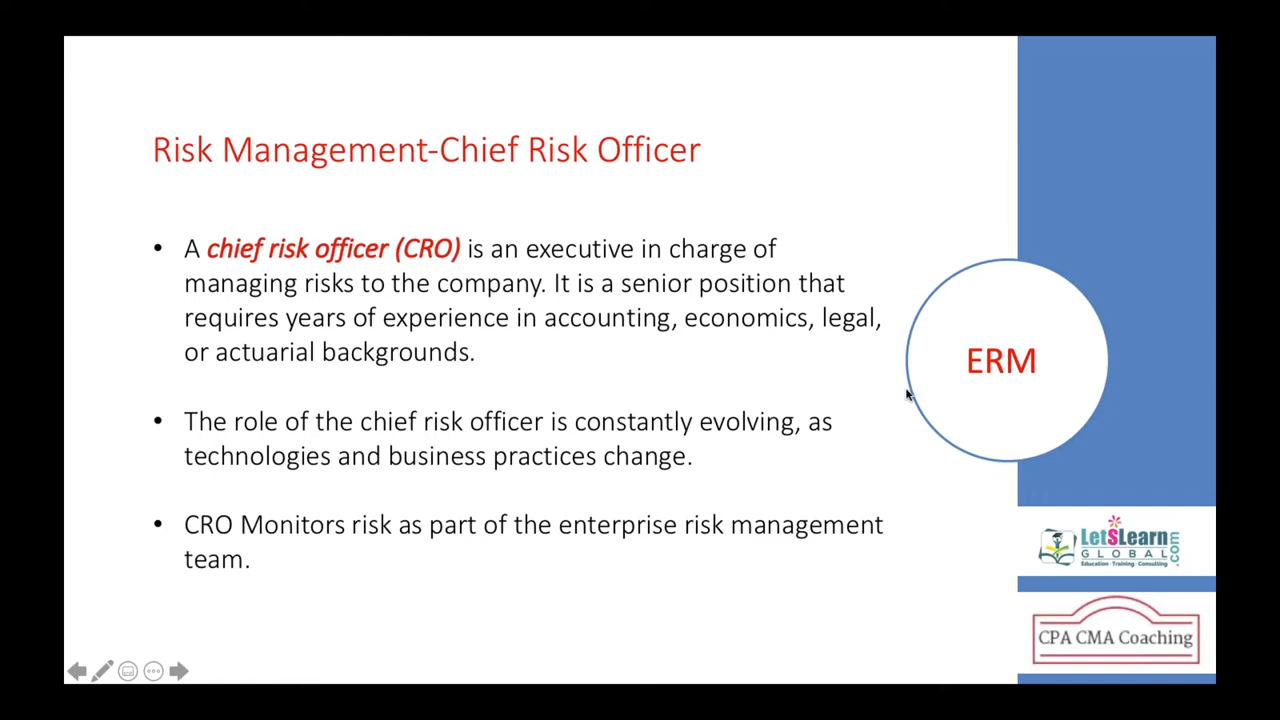 Risk Management-Chief Risk Officer
• A chief risk officer (CRO) is an executive in charge of
managing risks to the company. It is a senior position that
requires years of experience in accounting, economics, legal,
or actuarial backgrounds.
• The role of the chief risk officer is constantly evolving, as
technologies and business practices change.
• CRO Monitors risk as part of the enterprise risk management
team.
ERM
LetSLearn
GLOBAL.com
Education · Training · Consulting
CPA CMA Coaching